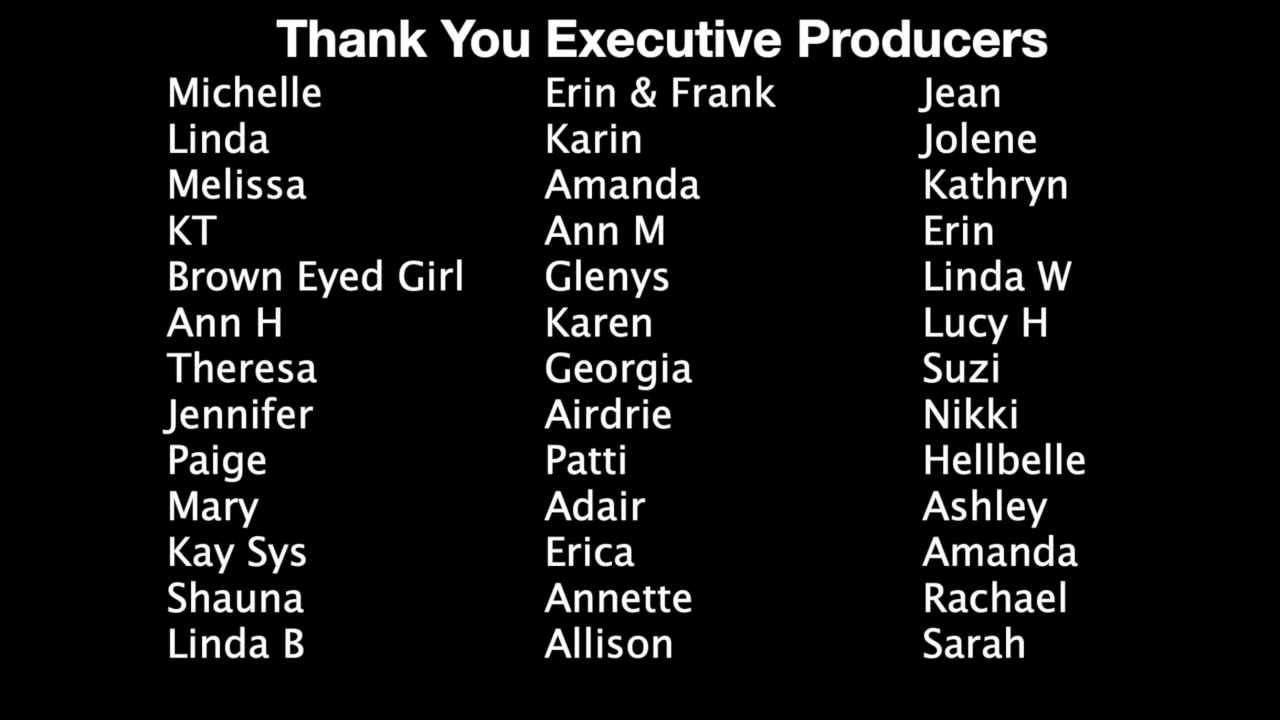 Thank You Executive Producers
Michelle
Linda
Melissa
KT
Brown Eyed Girl
Ann H
Theresa
Jennifer
Paige
Mary
Kay Sys
Shauna
Linda B
Erin & Frank
Karin
Amanda
Ann M
Glenys
Karen
Georgia
Airdrie
Patti
Adair
Erica
Annette
Allison
Jean
Jolene
Kathryn
Erin
Linda W
Lucy H
Suzi
Nikki
Hellbelle
Ashley
Amanda
Rachael
Sarah